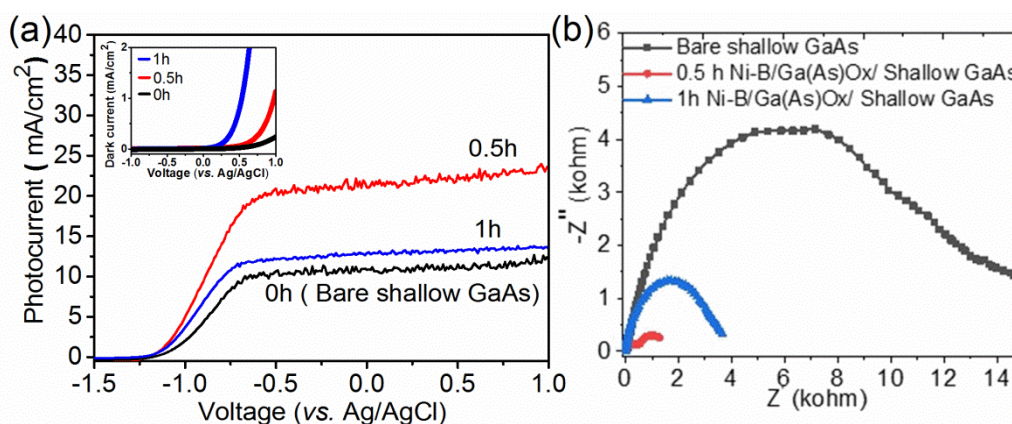 (a)
Photocurrent ( mA/cm²)
40
35
30
25
20
15
10
5
0
-1.5
-1.0
-0.5
0.0
0.5
1.0
Voltage (vs. Ag/AgCl)
Dark current (mA/cm²)
2
1
0
-1.0
-0.5
0.0
0.5
1.0
Voltage (vs. Ag/AgCl)
1h
0.5h
0h
0.5h
1h
0h ( Bare shallow GaAs)
(b)
-Z" (kohm)
6
4
2
0
0
2
4
6
8
10
12
14
Z' (kohm)
Bare shallow GaAs
0.5 h Ni-B/Ga(As)Ox/ Shallow GaAs
1h Ni-B/Ga(As)Ox/ Shallow GaAs